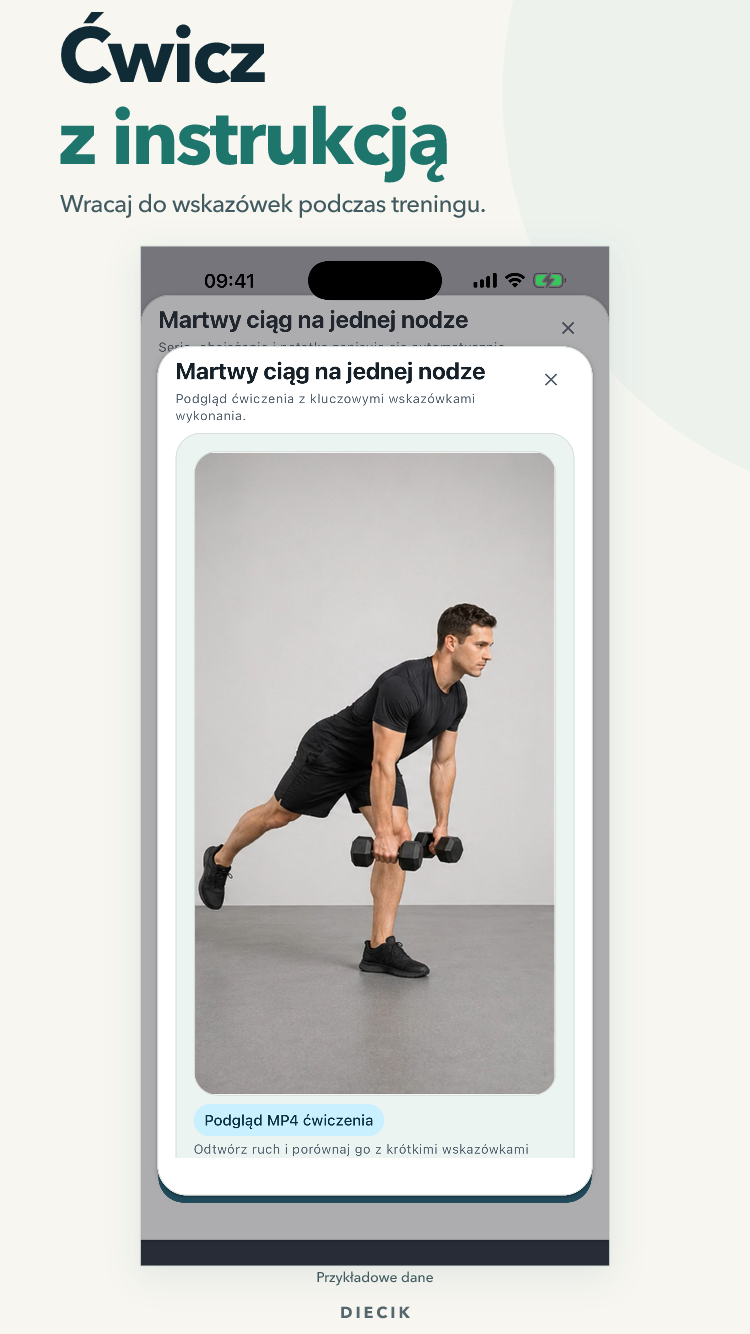 Ćwicz
z instrukcją
Wracaj do wskazówek podczas treningu.
09:41
Martwy ciąg na jednej nodze
Martwy ciąg na jednej nodze
Podgląd ćwiczenia z kluczowymi wskazówkami
wykonania.
Podgląd MP4 ćwiczenia
Odtwórz ruch i porównaj go z krótkimi wskazówkami
Przykładowe dane
DIECIK